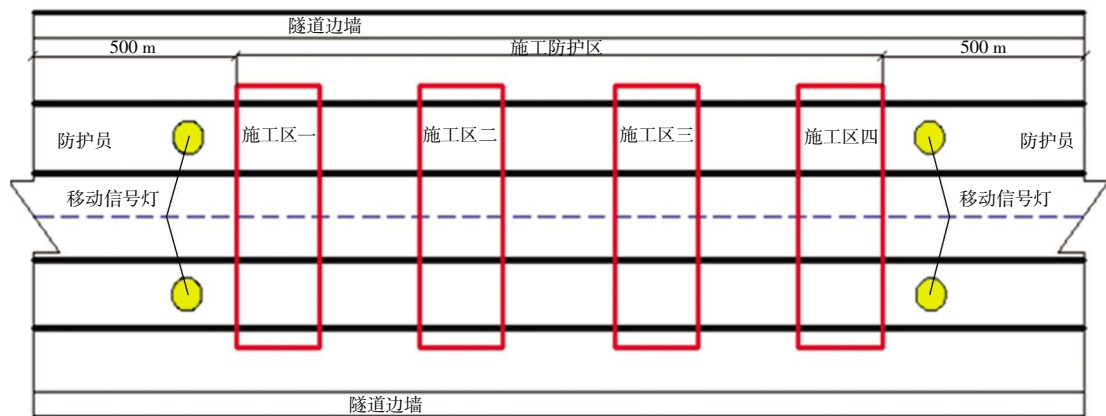 隧道边墙
500 m
施工防护区
500 m
防护员
施工区一
施工区二
施工区三
施工区四
防护员
移动信号灯
移动信号灯
隧道边墙